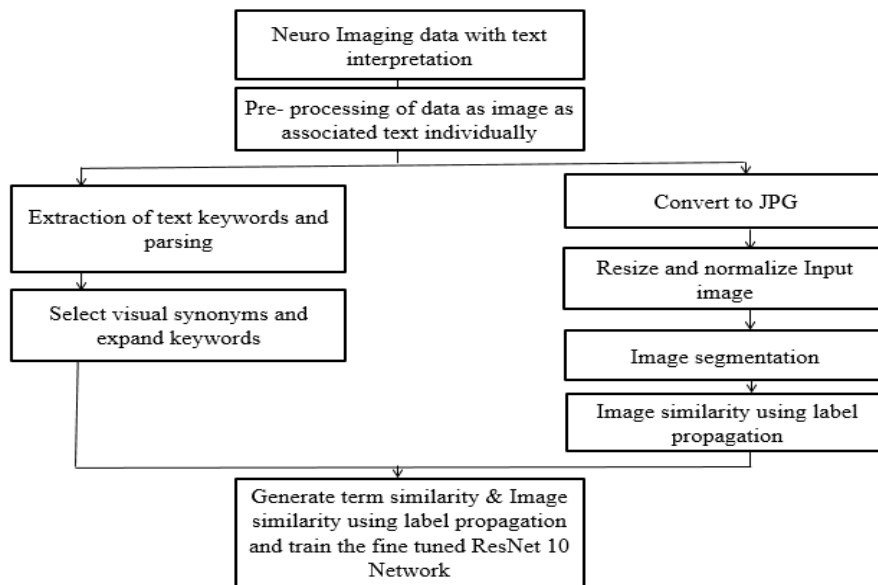 Neuro Imaging data with text
interpretation
Pre- processing of data as image as
associated text individually
Extraction of text keywords and
parsing
Select visual synonyms and
expand keywords
Convert to JPG
Resize and normalize Input
image
Image segmentation
Image similarity using label
propagation
Generate term similarity & Image
similarity using label propagation
and train the fine tuned ResNet 10
Network